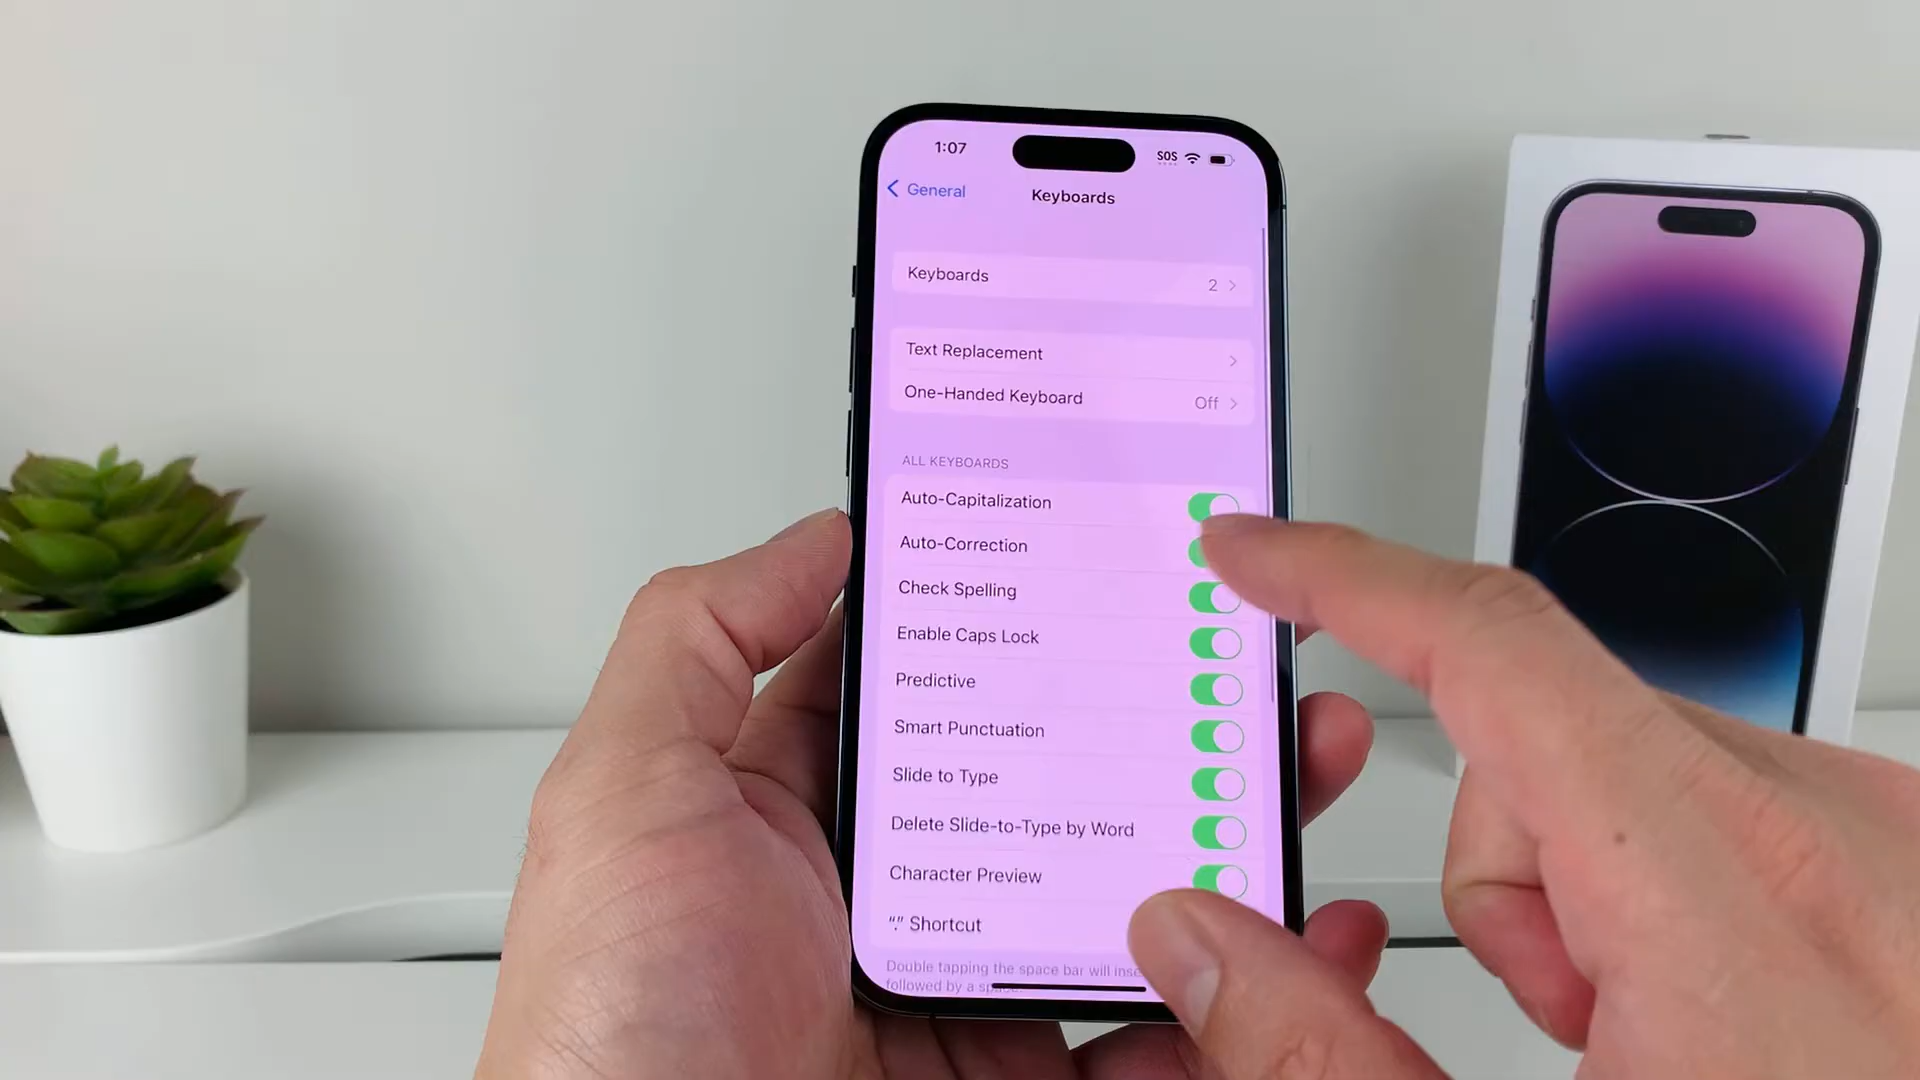 1:07
SOS
General
Keyboards
Keyboards 2
Text Replacement
One-Handed Keyboard Off
ALL KEYBOARDS
Auto-Capitalization
Auto-Correction
Check Spelling
Enable Caps Lock
Predictive
Smart Punctuation
Slide to Type
Delete Slide-to-Type by Word
Character Preview
“.” Shortcut
Double tapping the space bar will
followed by a